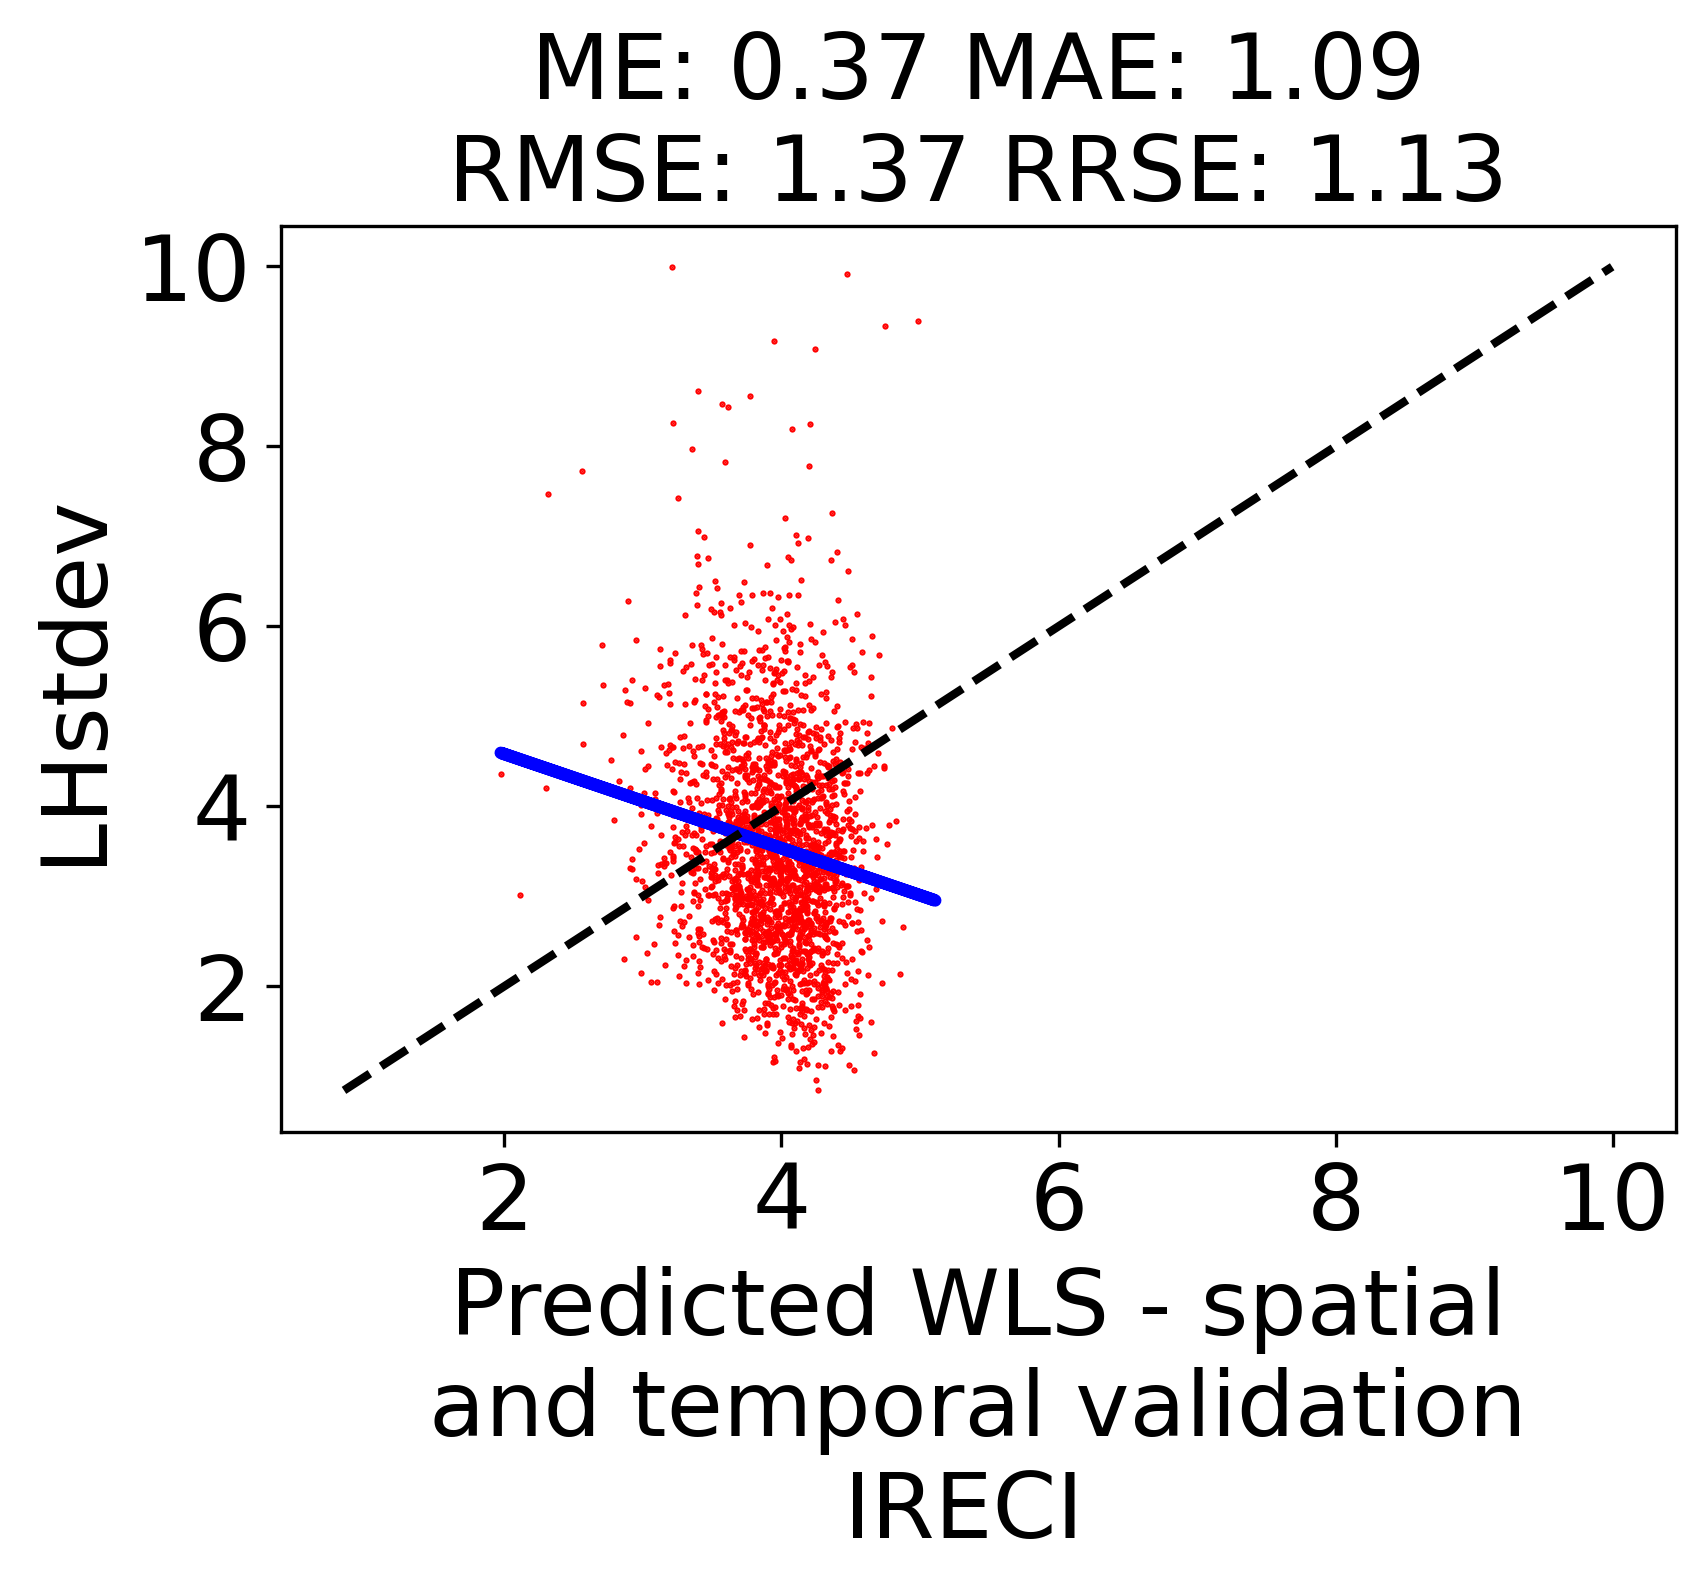 ME: 0.37 MAE: 1.09
RMSE: 1.37 RRSE: 1.13
10
8
6
4
2
LHstdev
2 4 6 8 10
Predicted WLS - spatial
and temporal validation
IRECI